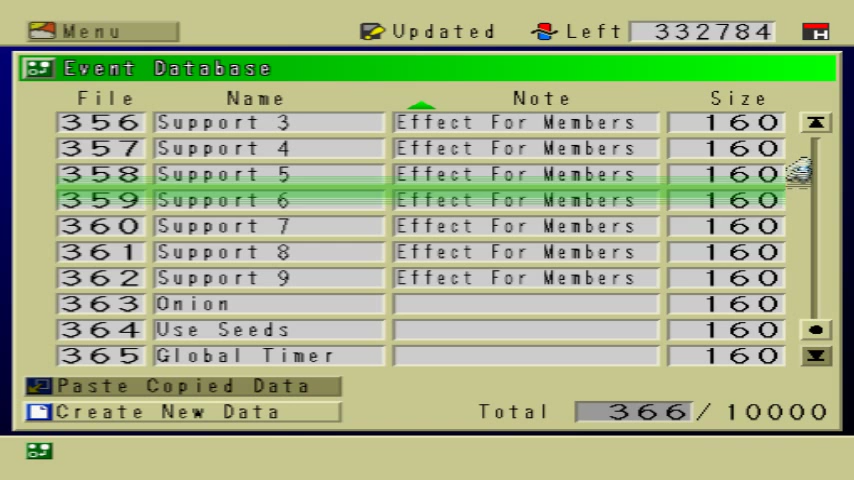 Menu Updated Left 332784 H
Event Database
File Name Note Size
356 Support 3 Effect For Members 160
357 Support 4 Effect For Members 160
358 Support 5 Effect For Members 160
359 Support 6 Effect For Members 160
360 Support 7 Effect For Members 160
361 Support 8 Effect For Members 160
362 Support 9 Effect For Members 160
363 Onion 160
364 Use Seeds 160
365 Global Timer 160
Paste Copied Data
Create New Data Total 366/10000